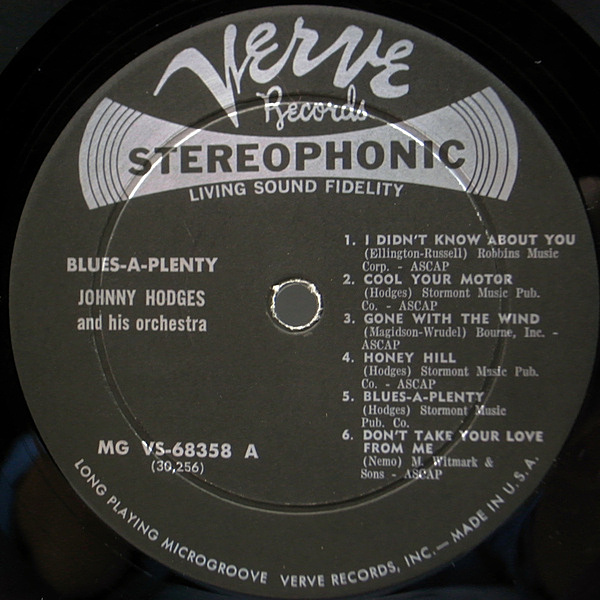 Verve
Records
STEREOPHONIC
LIVING SOUND FIDELITY
BLUES-A-PLENTY
JOHNNY HODGES
and his orchestra
1. I DIDN'T KNOW ABOUT YOU
(Ellington-Russell) Robbins Music
Corp. - ASCAP
2. COOL YOUR MOTOR
(Hodges) Stormont Music Pub.
Co. - ASCAP
3. GONE WITH THE WIND
(Magidson-Wrudel) Bourne, Inc. -
ASCAP
4. HONEY HILL
(Hodges) Stormont Music Pub.
Co. - ASCAP
5. BLUES-A-PLENTY
(Hodges) Stormont Music
Pub. Co.
6. DON'T TAKE YOUR LOVE
FROM ME
(Nemo) M. Witmark &
Sons - ASCAP
MG VS-68358 A
(30,256)
LONG PLAYING MICROGROOVE VERVE RECORDS, INC. — MADE IN U.S.A.